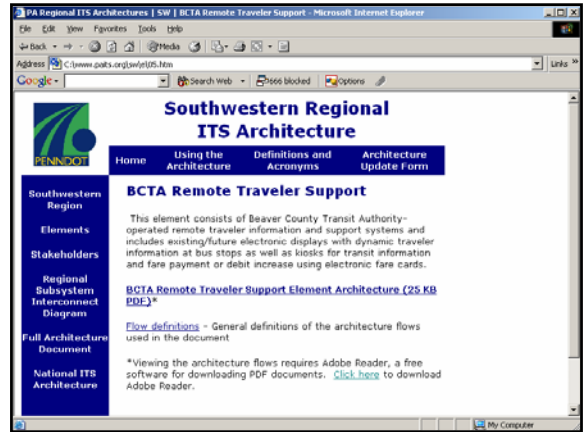 PA Regional ITS Architectures | SW | BCTA Remote Traveler Support - Microsoft Internet Explorer
File Edit View Favorites Tools Help
Back Media
Address C:\www.paits.org\sw\el\05.htm Links »
Google Search Web 5666 blocked Options
Southwestern Regional
ITS Architecture
PENNDOT
Home Using the Architecture Definitions and Acronyms Architecture Update Form
Southwestern
Region
Elements
Stakeholders
Regional
Subsystem
Interconnect
Diagram
Full Architecture
Document
National ITS
Architecture
BCTA Remote Traveler Support
This element consists of Beaver County Transit Authority-
operated remote traveler information and support systems and
includes existing/future electronic displays with dynamic traveler
information at bus stops as well as kiosks for transit information
and fare payment or debit increase using electronic fare cards.
BCTA Remote Traveler Support Element Architecture (25 KB
PDF)*
Flow definitions - General definitions of the architecture flows
used in the document
*Viewing the architecture flows requires Adobe Reader, a free
software for downloading PDF documents. Click here to download
Adobe Reader.
My Computer